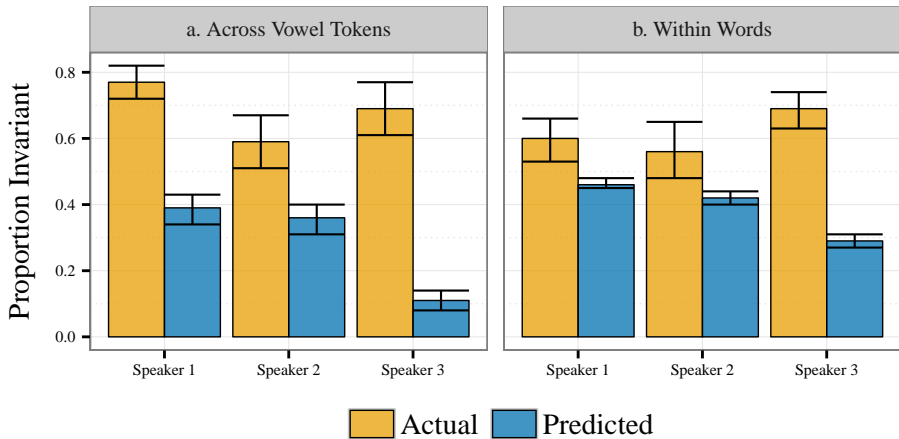 a. Across Vowel Tokens
b. Within Words
Proportion Invariant
0.8
0.6
0.4
0.2
0.0
Speaker 1
Speaker 2
Speaker 3
Speaker 1
Speaker 2
Speaker 3
Actual
Predicted